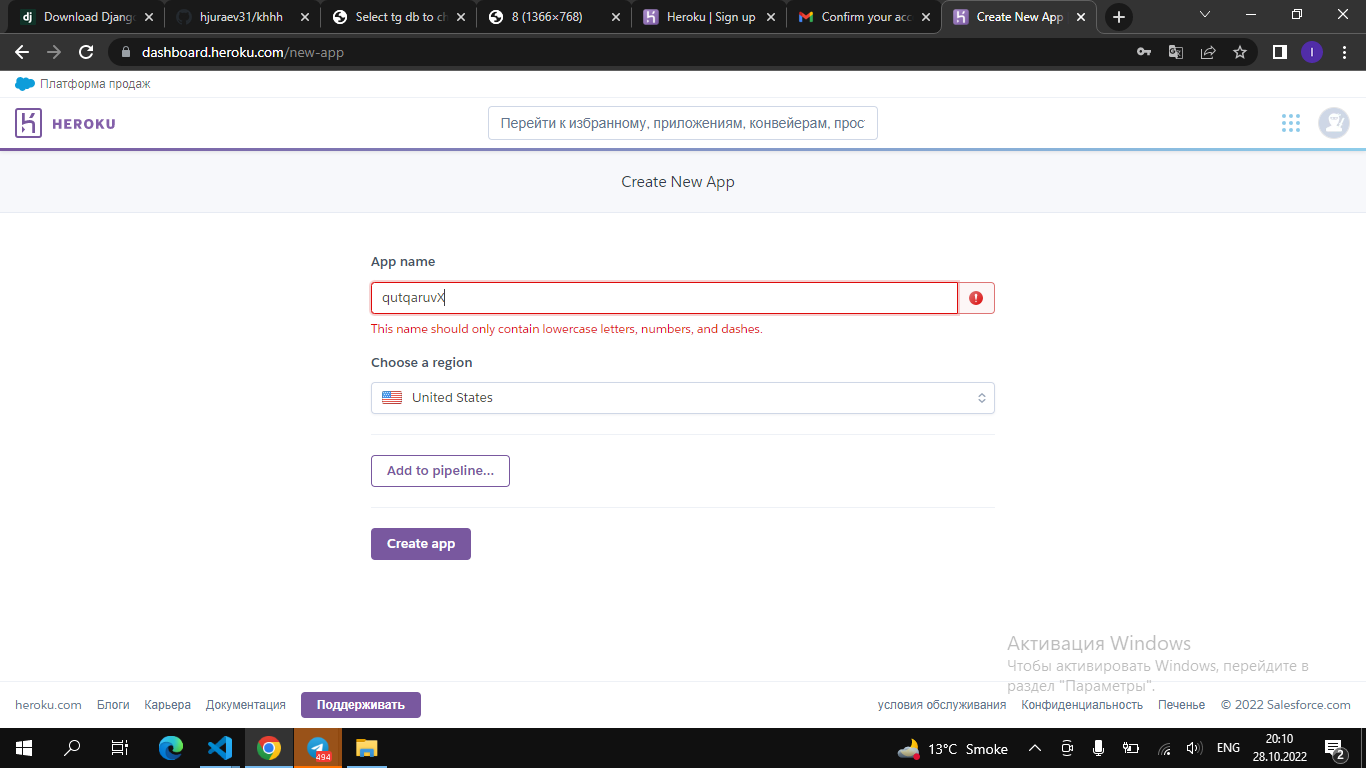 Download Djang
hjuraev31/khhh
Select tg db to ch
8 (1366×768)
Heroku | Sign up
Confirm your acc
Create New App
dashboard.heroku.com/new-app
Платформа продаж
HEROKU
Перейти к избранному, приложениям, конвейерам, прос
Create New App
App name
qutqaruvX
This name should only contain lowercase letters, numbers, and dashes.
Choose a region
United States
Add to pipeline...
Create app
Активация Windows
Чтобы активировать Windows, перейдите в
раздел "Параметры".
heroku.com Блоги Карьера Документация Поддерживать условия обслуживания Конфиденциальность Печенье © 2022 Salesforce.com
494
13°C Smoke
ENG
20:10
28.10.2022
2